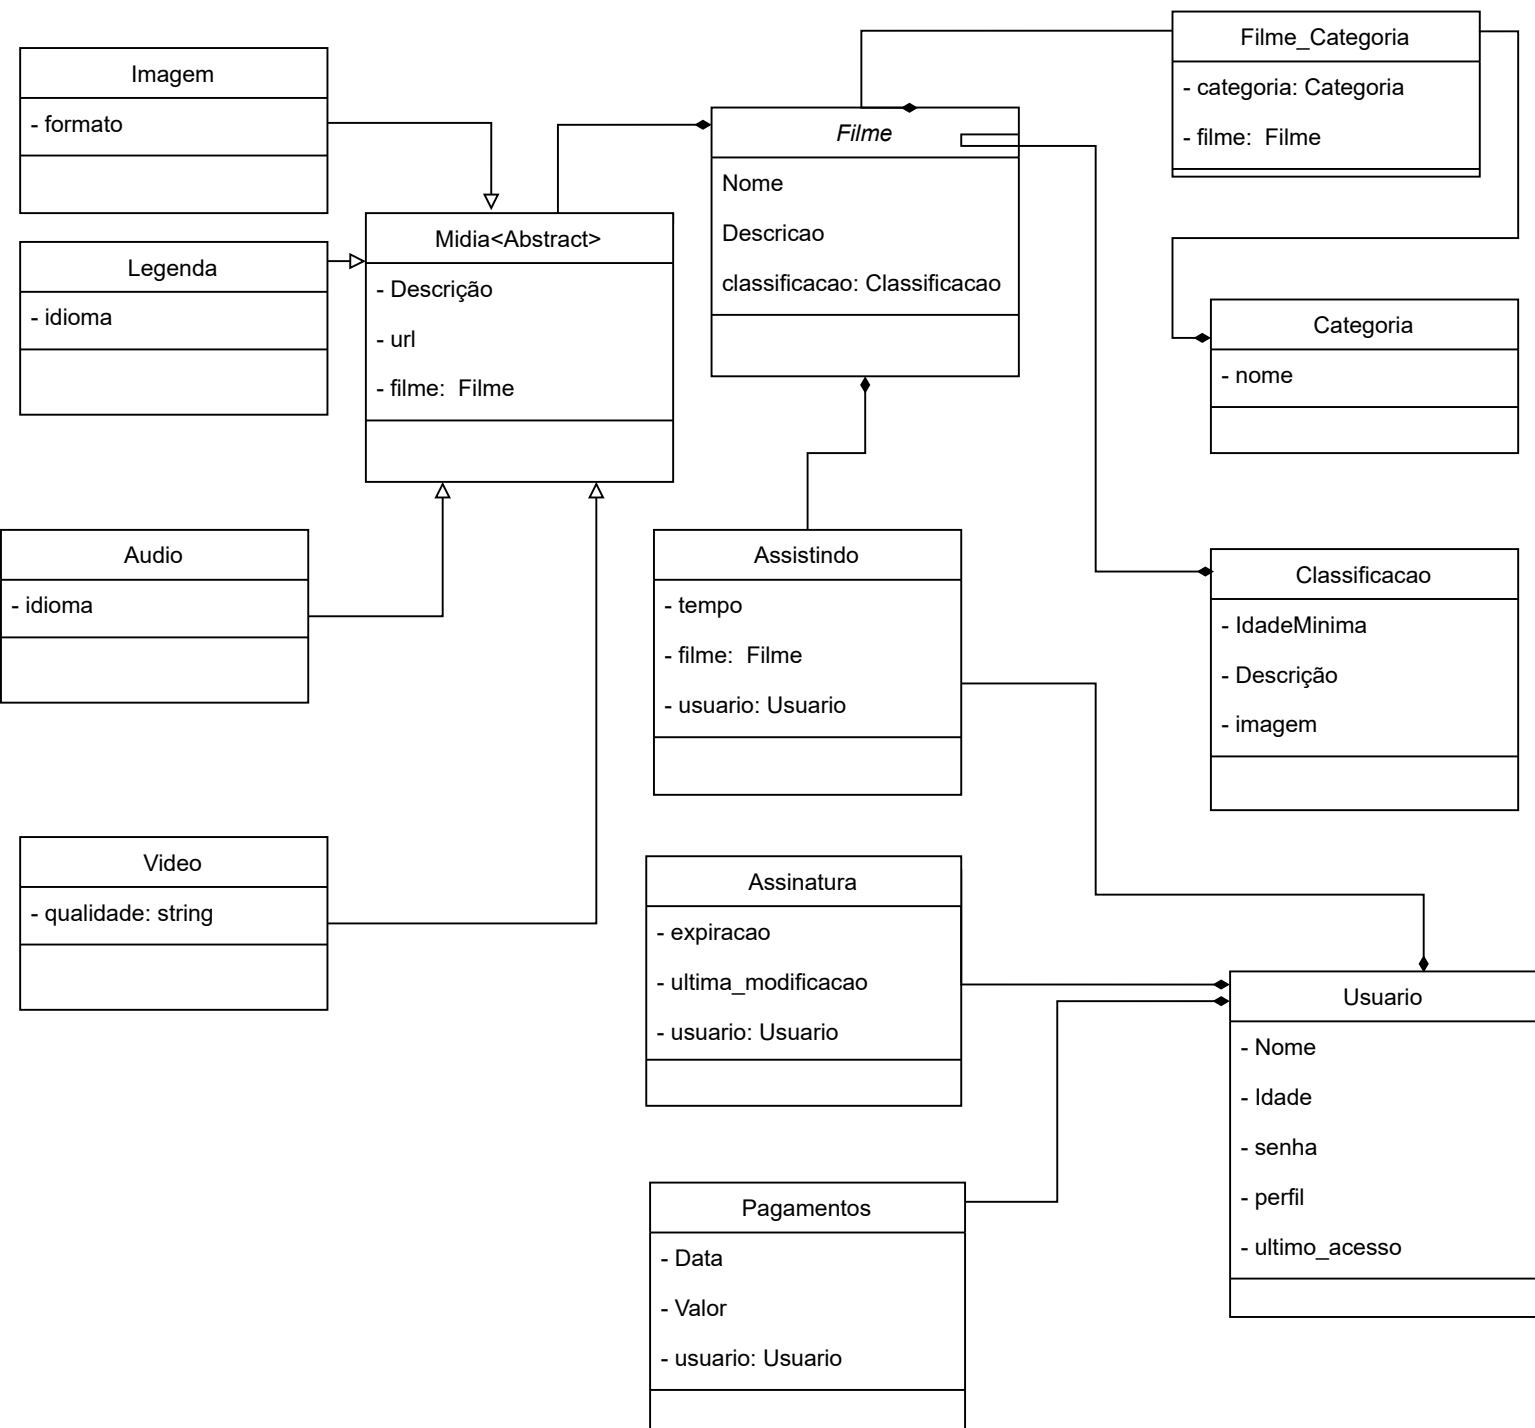 Imagem
- formato
Legenda
- idioma
Midia<Abstract>
- Descrição
- url
- filme:  Filme
Audio
- idioma
Video
- qualidade: string
Filme
Nome
Descricao
classificacao: Classificacao
Filme_Categoria
- categoria: Categoria
- filme:  Filme
Categoria
- nome
Assistindo
- tempo
- filme:  Filme
- usuario: Usuario
Classificacao
- IdadeMinima
- Descrição
- imagem
Assinatura
- expiracao
- ultima_modificacao
- usuario: Usuario
Usuario
- Nome
- Idade
- senha
- perfil
- ultimo_acesso
Pagamentos
- Data
- Valor
- usuario: Usuario